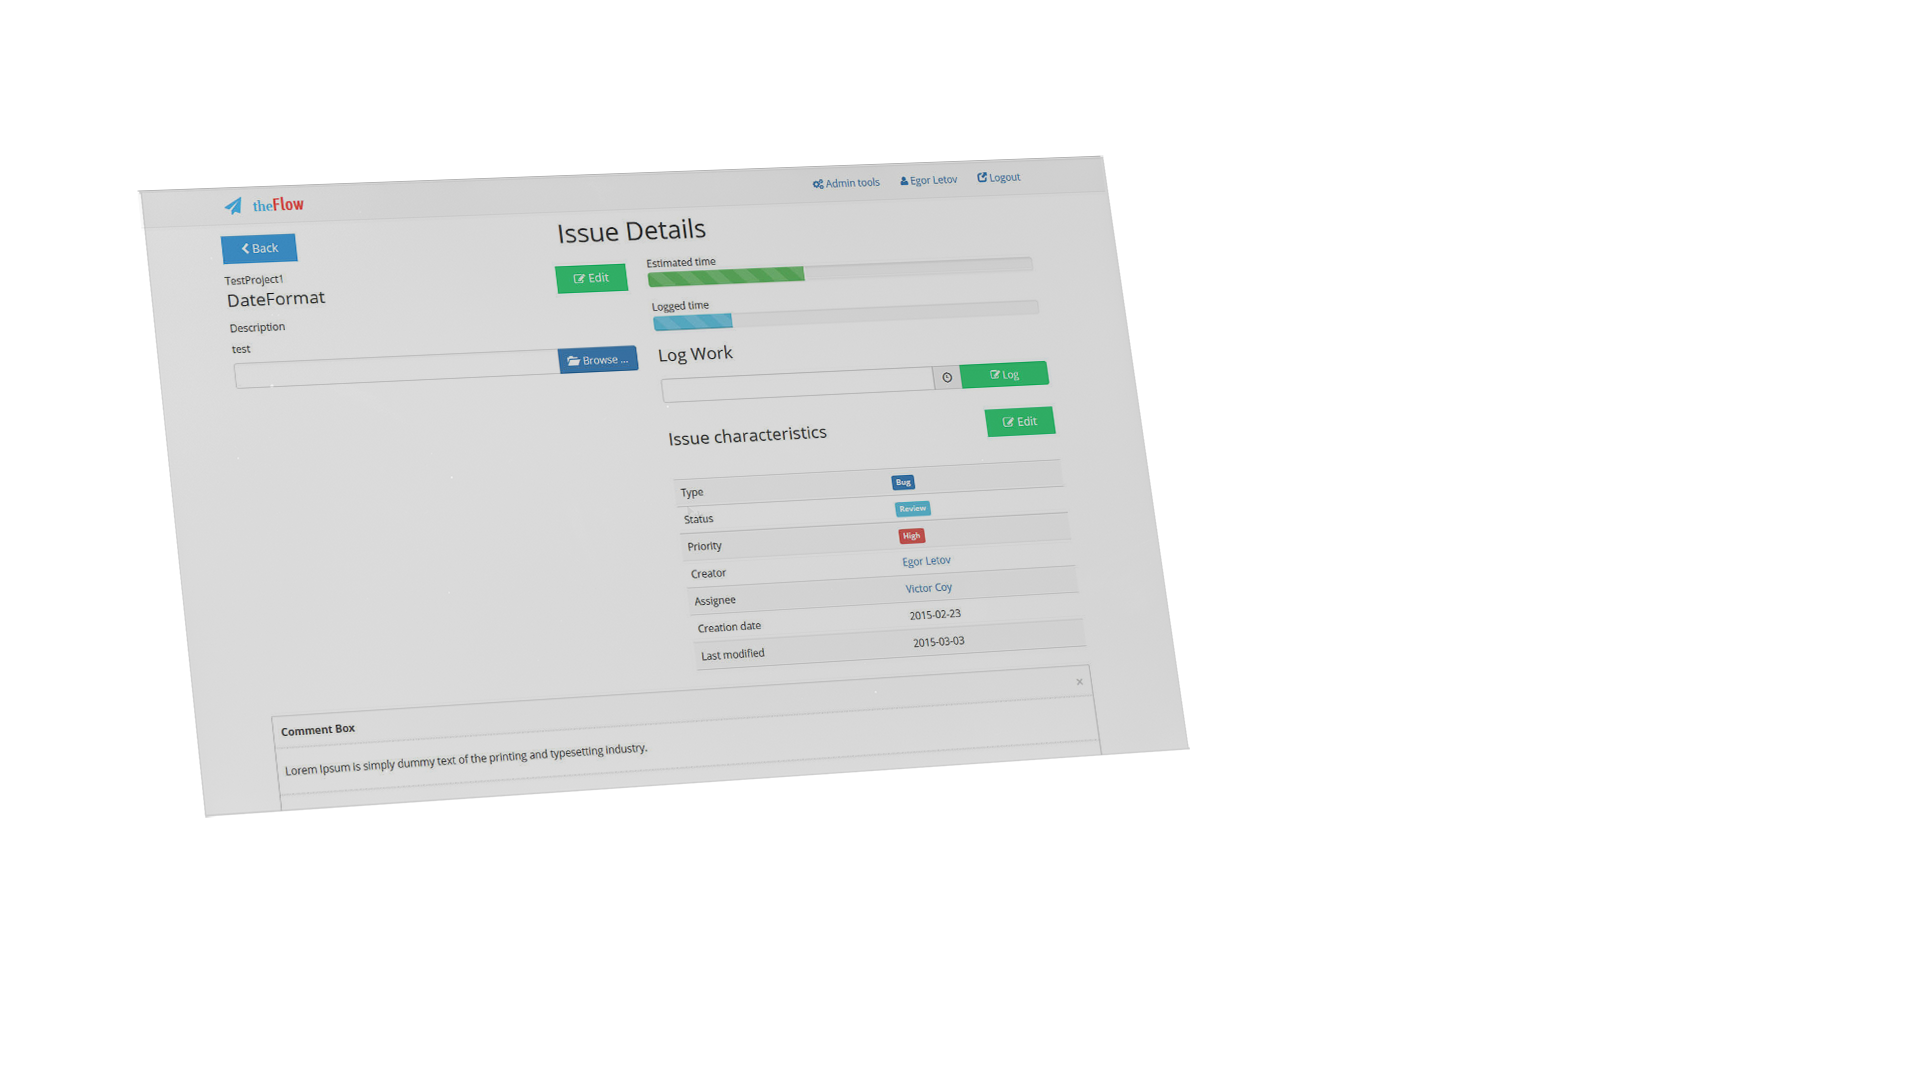 theFlow
Admin tools
Egor Letov
Logout
Back
Issue Details
TestProject1
DateFormat
Edit
Description
test
Browse ...
Estimated time
Logged time
Log Work
Log
Issue characteristics
Edit
Type Bug
Status Review
Priority High
Creator Egor Letov
Assignee Victor Coy
Creation date 2015-02-23
Last modified 2015-03-03
Comment Box x
Lorem Ipsum is simply dummy text of the printing and typesetting industry.